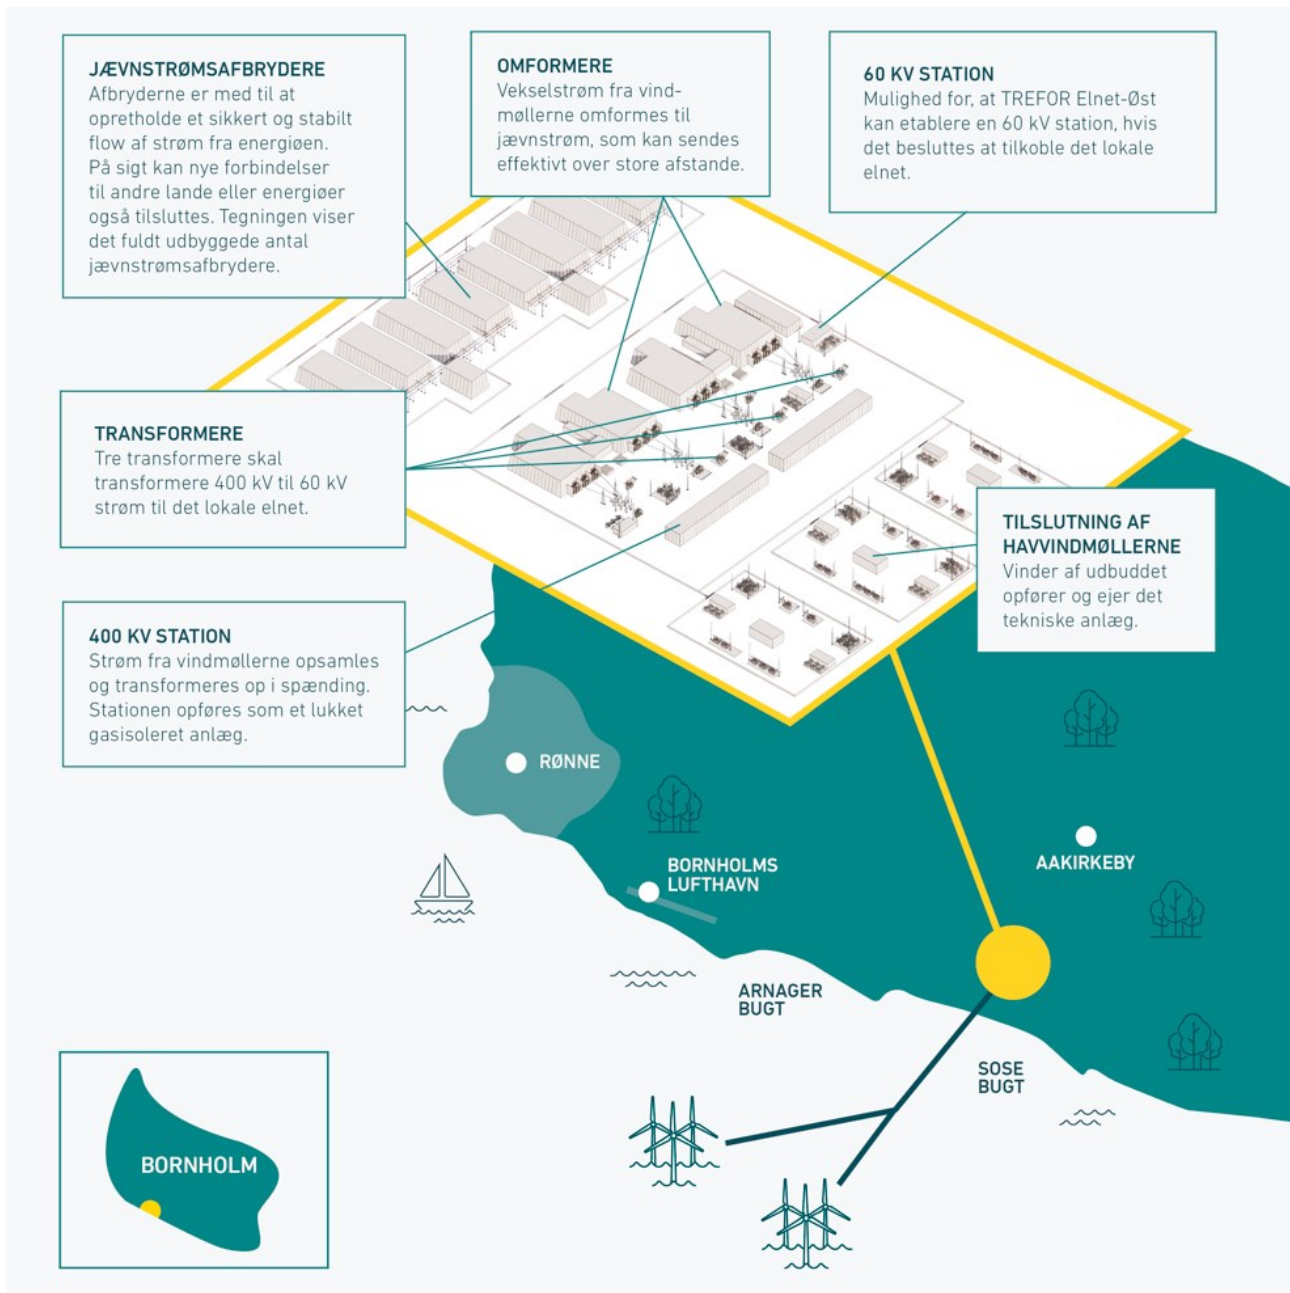 JÆVNSTRØMSAFBRYDERE
Afbryderne er med til at
opretholde et sikkert og stabilt
flow af strøm fra energiøen.
På sigt kan nye forbindelser
til andre lande eller energiøer
også tilsluttes. Tegningen viser
det fuldt udbyggede antal
jævnstrømsafbrydere.
OMFORMERE
Vekselstrøm fra vind-
møllerne omformes til
jævnstrøm, som kan sendes
effektivt over store afstande.
60 KV STATION
Mulighed for, at TREFOR Elnet-Øst
kan etablere en 60 kV station, hvis
det besluttes at tilkoble det lokale
elnet.
TRANSFORMERE
Tre transformere skal
transformere 400 kV til 60 kV
strøm til det lokale elnet.
TILSLUTNING AF
HAVVINDMØLLERNE
Vinder af udbuddet
opfører og ejer det
tekniske anlæg.
400 KV STATION
Strøm fra vindmøllerne opsamles
og transformeres op i spænding.
Stationen opføres som et lukket
gasisoleret anlæg.
RØNNE
BORNHOLMS
LUFTHAVN
AAKIRKEBY
ARNAGER
BUGT
SOSE
BUGT
BORNHOLM